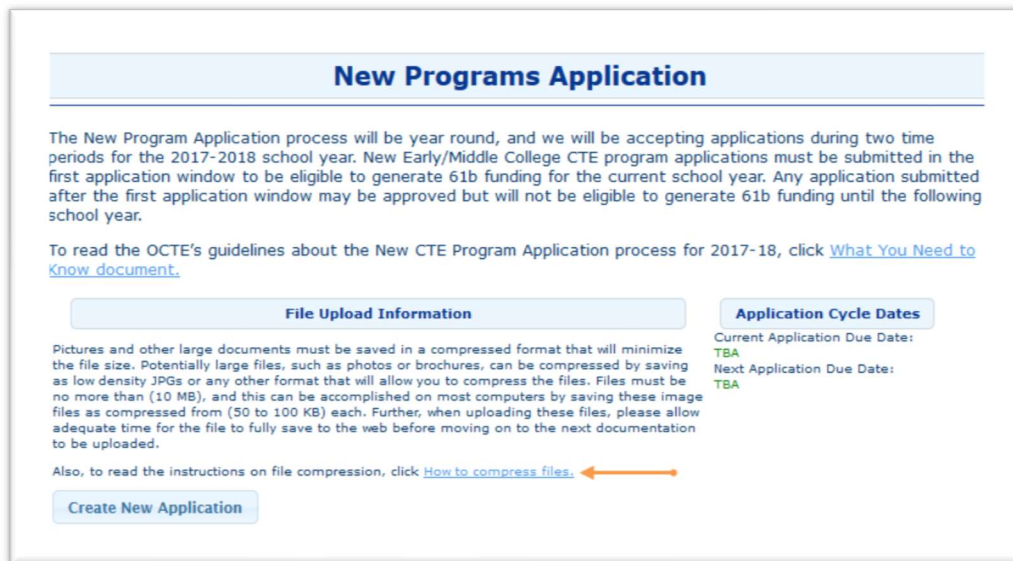 New Programs Application
The New Program Application process will be year round, and we will be accepting applications during two time
periods for the 2017-2018 school year. New Early/Middle College CTE program applications must be submitted in the
first application window to be eligible to generate 61b funding for the current school year. Any application submitted
after the first application window may be approved but will not be eligible to generate 61b funding until the following
school year.
To read the OCTE's guidelines about the New CTE Program Application process for 2017-18, click What You Need to
Know document.
File Upload Information
Pictures and other large documents must be saved in a compressed format that will minimize
the file size. Potentially large files, such as photos or brochures, can be compressed by saving
as low density JPGs or any other format that will allow you to compress the files. Files must be
no more than (10 MB), and this can be accomplished on most computers by saving these image
files as compressed from (50 to 100 KB) each. Further, when uploading these files, please allow
adequate time for the file to fully save to the web before moving on to the next documentation
to be uploaded.
Also, to read the instructions on file compression, click How to compress files.
Create New Application
Application Cycle Dates
Current Application Due Date:
TBA
Next Application Due Date:
TBA